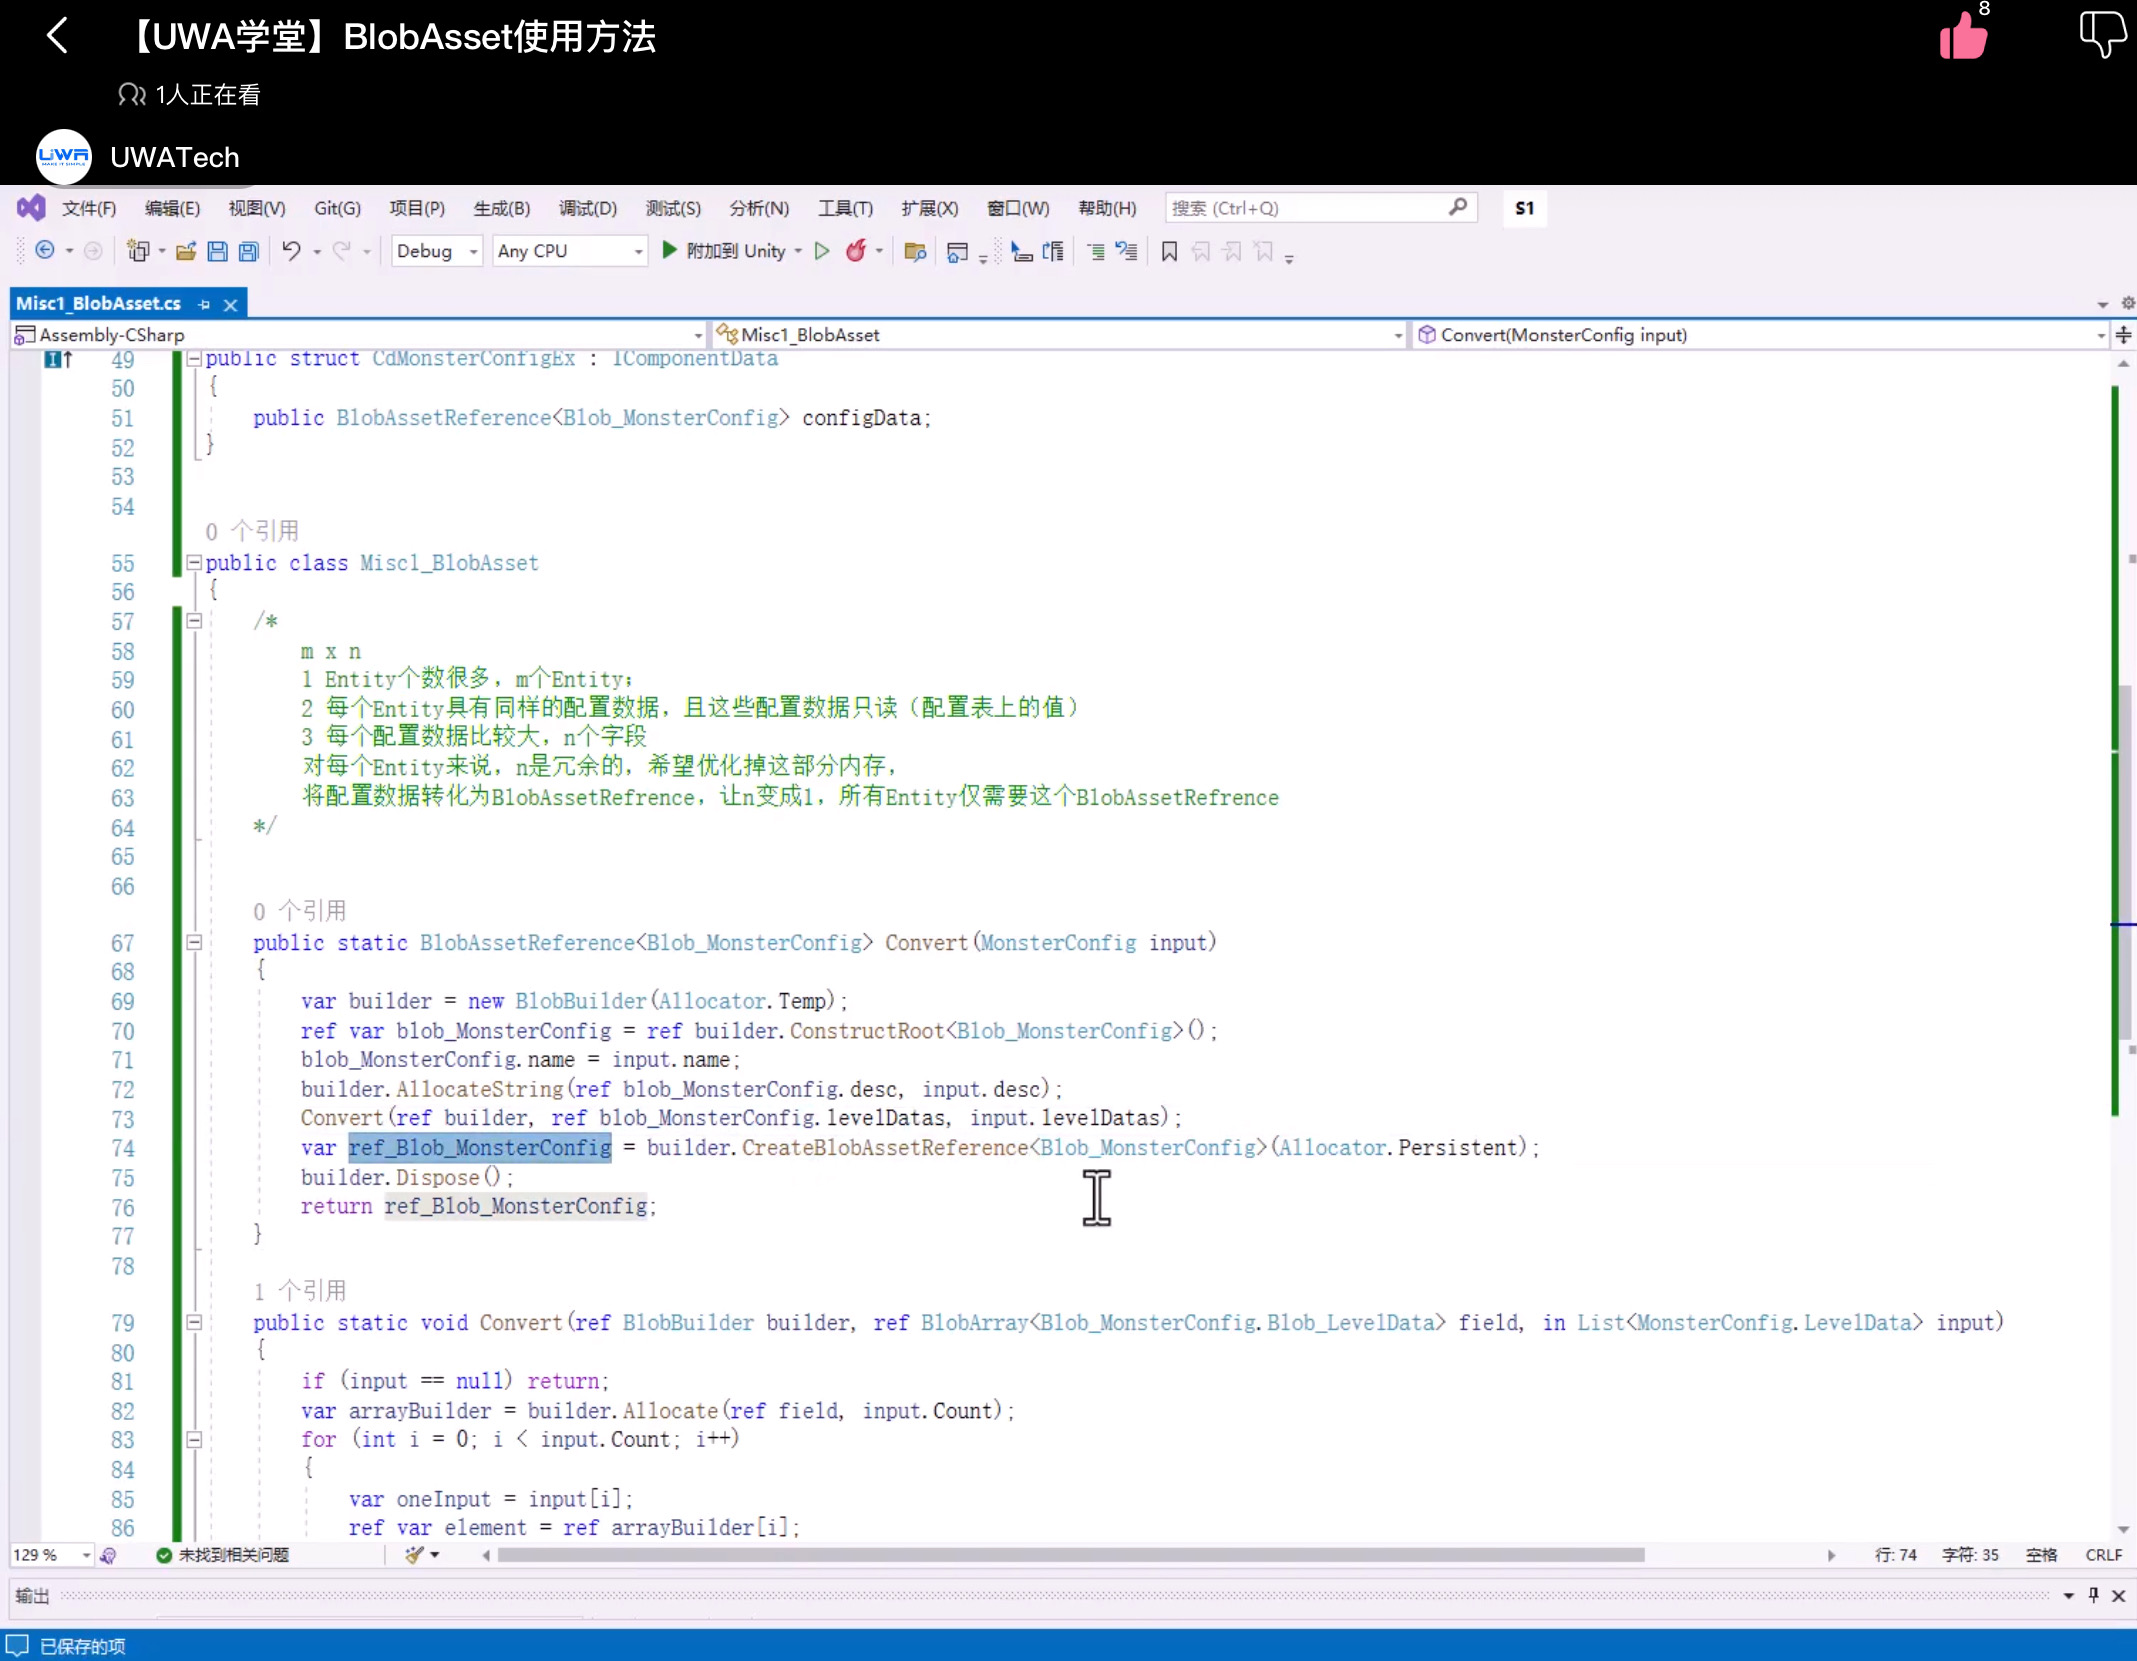 【UWA学堂】BlobAsset使用方法
8
1人正在看
UWA
UWATech
文件(F) 编辑(E) 视图(V) Git(G) 项目(P) 生成(B) 调试(D) 测试(S) 分析(N) 工具(T) 扩展(X) 窗口(W) 帮助(H) 搜索 (Ctrl+Q) S1
Debug Any CPU 附加到 Unity
Misc1_BlobAsset.cs
Assembly-CSharp Misc1_BlobAsset Convert(MonsterConfig input)
49 public struct CdMonsterConfigEx : IComponentData
50 {
51 public BlobAssetReference<Blob_MonsterConfig> configData;
52 }
53
54
0 个引用
55 public class Misc1_BlobAsset
56 {
57 /*
58 m x n
59 1 Entity个数很多，m个Entity；
60 2 每个Entity具有同样的配置数据，且这些配置数据只读（配置表上的值）
61 3 每个配置数据比较大，n个字段
62 对每个Entity来说，n是冗余的，希望优化掉这部分内存，
63 将配置数据转化为BlobAssetRefrence，让n变成1，所有Entity仅需要这个BlobAssetRefrence
64 */
65
66
0 个引用
67 public static BlobAssetReference<Blob_MonsterConfig> Convert(MonsterConfig input)
68 {
69 var builder = new BlobBuilder(Allocator.Temp);
70 ref var blob_MonsterConfig = ref builder.ConstructRoot<Blob_MonsterConfig>();
71 blob_MonsterConfig.name = input.name;
72 builder.AllocateString(ref blob_MonsterConfig.desc, input.desc);
73 Convert(ref builder, ref blob_MonsterConfig.levelDatas, input.levelDatas);
74 var ref_Blob_MonsterConfig = builder.CreateBlobAssetReference<Blob_MonsterConfig>(Allocator.Persistent);
75 builder.Dispose();
76 return ref_Blob_MonsterConfig;
77 }
78
1 个引用
79 public static void Convert(ref BlobBuilder builder, ref BlobArray<Blob_MonsterConfig.Blob_LevelData> field, in List<MonsterConfig.LevelData> input)
80 {
81 if (input == null) return;
82 var arrayBuilder = builder.Allocate(ref field, input.Count);
83 for (int i = 0; i < input.Count; i++)
84 {
85 var oneInput = input[i];
86 ref var element = ref arrayBuilder[i];
129 % 未找到相关问题 行: 74 字符: 35 空格 CRLF
输出
已保存的项